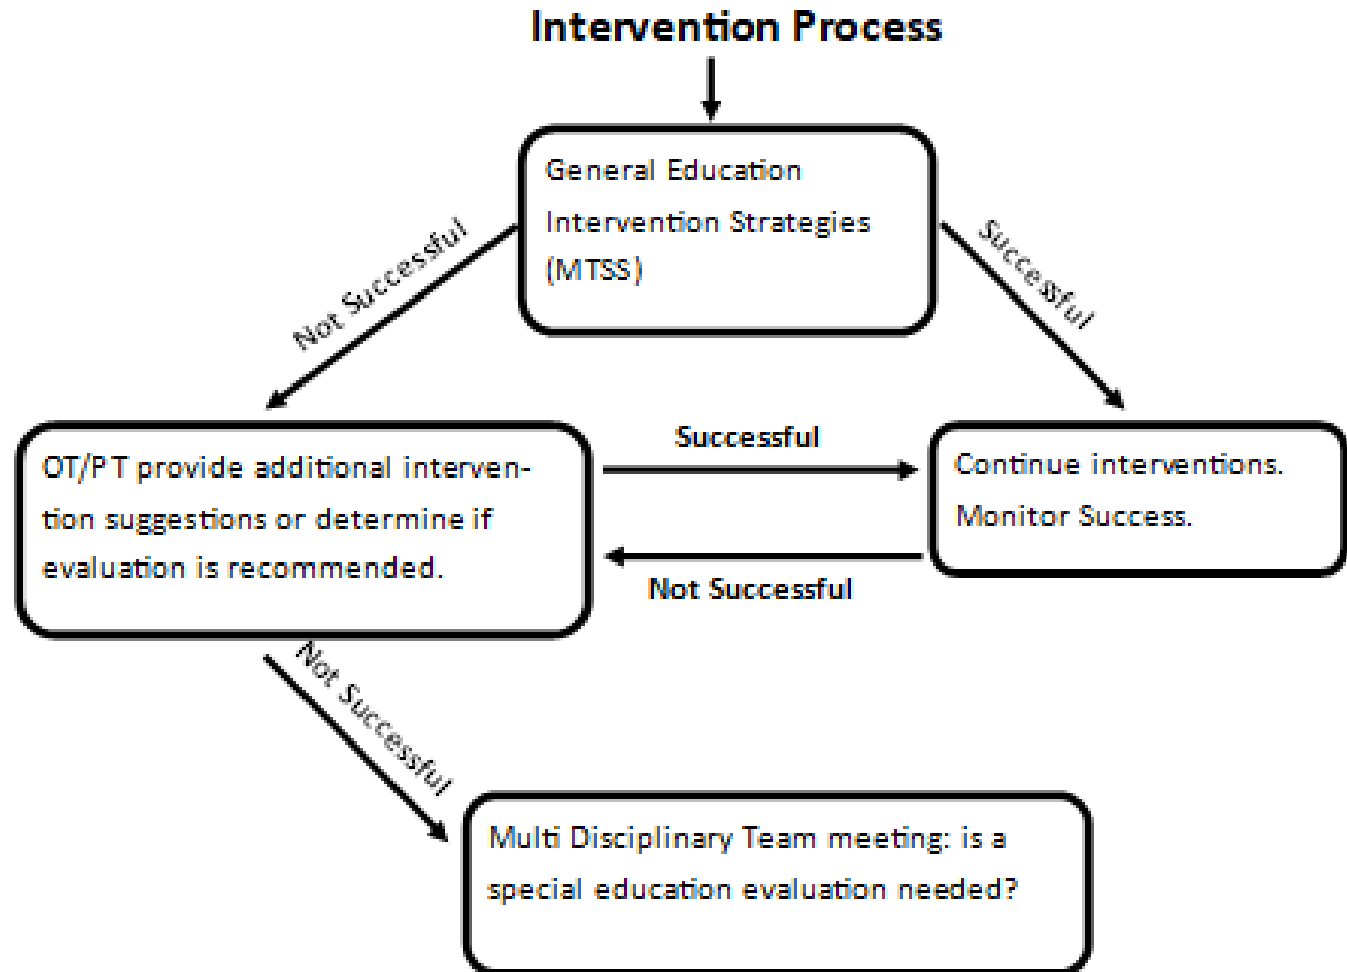 Intervention Process
General Education
Intervention Strategies
(MTSS)
Not Successful
Successful
OT/PT provide additional interven-
tion suggestions or determine if
evaluation is recommended.
Successful
Not Successful
Continue interventions.
Monitor Success.
Not Successful
Multi Disciplinary Team meeting: is a
special education evaluation needed?